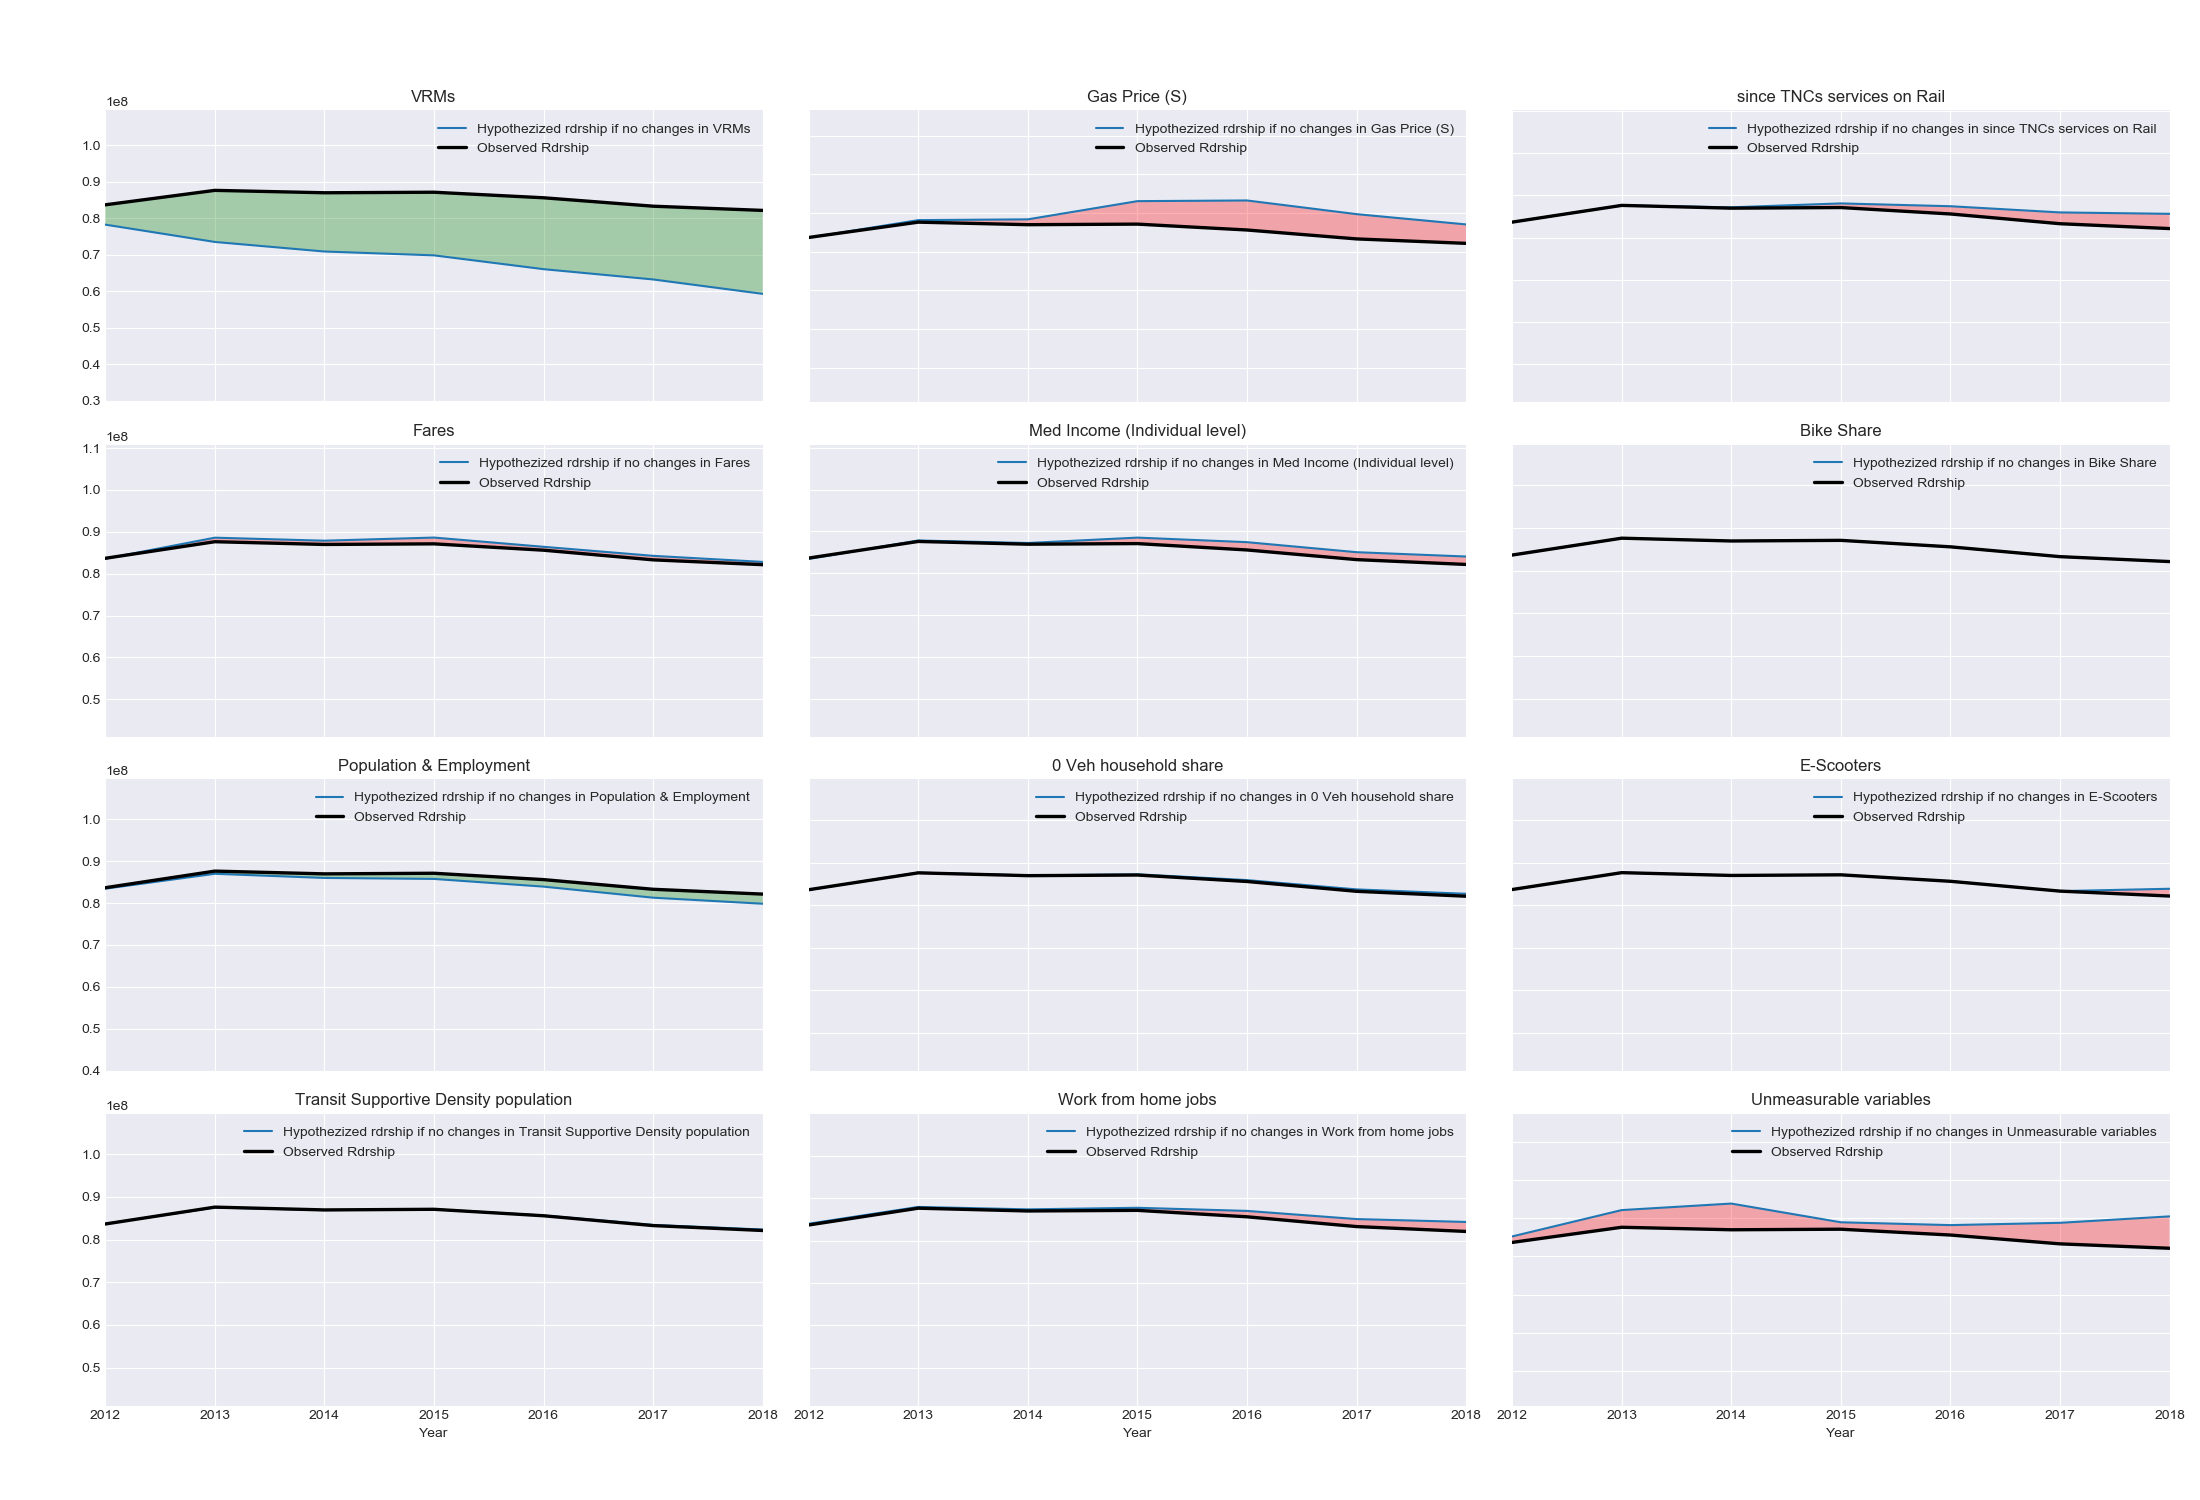 VRMs
1e8
Hypothezized rdrship if no changes in VRMs
Observed Rdrship
1.0
0.9
0.8
0.7
0.6
0.5
0.4
0.3
Gas Price (S)
Hypothezized rdrship if no changes in Gas Price (S)
Observed Rdrship
since TNCs services on Rail
Hypothezized rdrship if no changes in since TNCs services on Rail
Observed Rdrship
Fares
1e8
1.1
Hypothezized rdrship if no changes in Fares
Observed Rdrship
1.0
0.9
0.8
0.7
0.6
0.5
Med Income (Individual level)
Hypothezized rdrship if no changes in Med Income (Individual level)
Observed Rdrship
Bike Share
Hypothezized rdrship if no changes in Bike Share
Observed Rdrship
Population & Employment
1e8
Hypothezized rdrship if no changes in Population & Employment
Observed Rdrship
1.0
0.9
0.8
0.7
0.6
0.5
0.4
0 Veh household share
Hypothezized rdrship if no changes in 0 Veh household share
Observed Rdrship
E-Scooters
Hypothezized rdrship if no changes in E-Scooters
Observed Rdrship
Transit Supportive Density population
1e8
Hypothezized rdrship if no changes in Transit Supportive Density population
Observed Rdrship
1.0
0.9
0.8
0.7
0.6
0.5
2012 2013 2014 2015 2016 2017 2018
Year
Work from home jobs
Hypothezized rdrship if no changes in Work from home jobs
Observed Rdrship
2012 2013 2014 2015 2016 2017 2018
Year
Unmeasurable variables
Hypothezized rdrship if no changes in Unmeasurable variables
Observed Rdrship
2012 2013 2014 2015 2016 2017 2018
Year